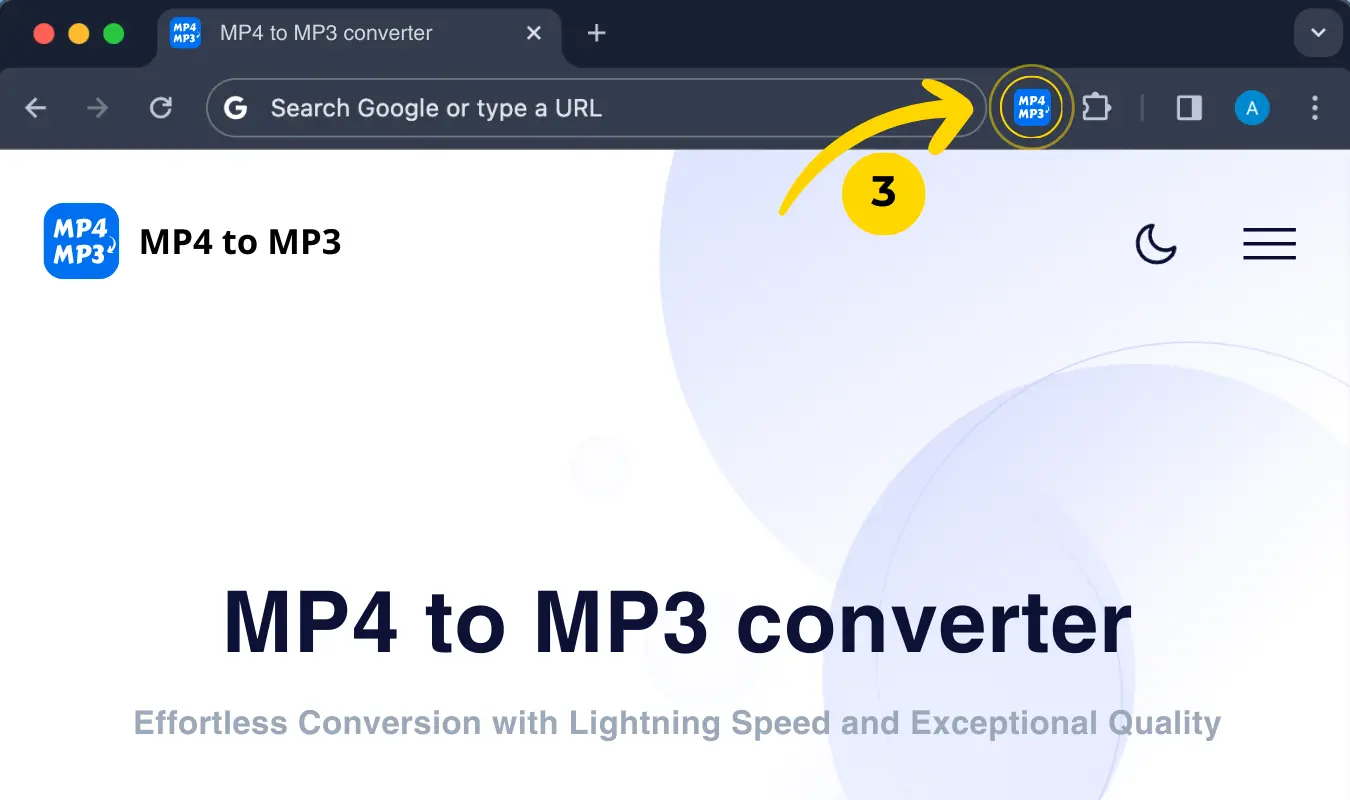 MP4
MP3
MP4 to MP3 converter
Search Google or type a URL
MP4
MP3
A
3
MP4
MP3
MP4 to MP3
MP4 to MP3 converter
Effortless Conversion with Lightning Speed and Exceptional Quality